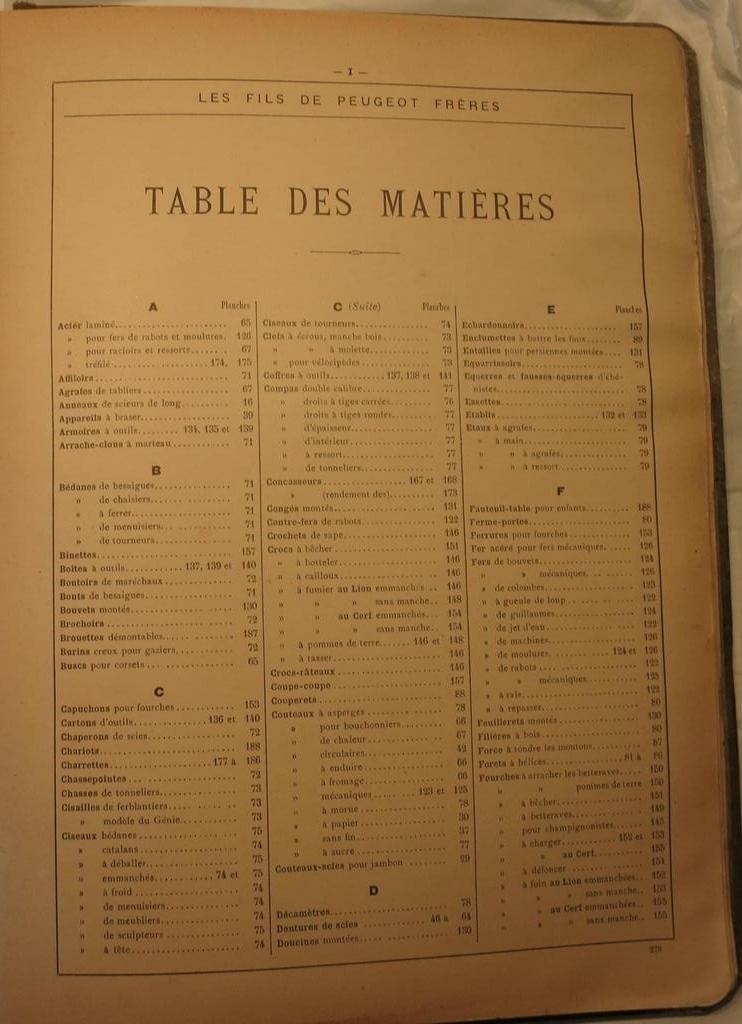 — I —
LES FILS DE PEUGEOT FRÈRES
TABLE DES MATIÈRES
A Planches
Acier laminé 65
» pour fers de rabots et moulures. 126
» pour racloirs et ressorts 67
» tréfilé 174, 175
Affiloirs 71
Agrafes de tabliers 67
Anneaux de scieurs de long 16
Appareils à braser 39
Armoires à outils 134, 135 et 139
Arrache-clous à marteau 71
B
Bédanes de besaigues 71
» de chaisiers 71
» à ferrer 71
» de menuisiers 71
» de tourneurs 71
Binettes 157
Boites à outils 137, 139 et 140
Boutoirs de maréchaux 72
Bouts de besaigues 71
Bouvets montés 130
Brochoirs 72
Brouettes démontables 187
Burins creux pour gaziers 72
Buscs pour corsets 65
C
Capuchons pour fourches 153
Cartons d'outils 136 et 140
Chaperons de scies 72
Chariots 188
Charrettes 177 à 186
Chassepointes 72
Chasses de tonneliers 73
Cisailles de ferblantiers 73
» modèle du Génie 73
Ciseaux bédanes 75
» catalans 74
» à déballer 75
» emmanchés 74 et 75
» à froid 74
» de menuisiers 74
» de meubliers 74
» de sculpteurs 75
» à tête 74
C (Suite) Planches
Ciseaux de tourneurs 74
Clefs à écrous, manche bois 73
» » à molette 73
» pour vélocipèdes 73
Coffres à outils 137, 138 et 141
Compas double calibre 77
» droits à tiges carrées 76
» droits à tiges rondes 77
» d'épaisseur 77
» d'intérieur 77
» à ressort 77
» de tonneliers 77
Concasseurs 167 et 168
» (rendement des) 173
Congés montés 131
Contre-fers de rabots 122
Crochets de sape 146
Crocs à bêcher 151
» à botteler 146
» à cailloux 146
» à fumier au Lion emmanchés 146
» » » sans manche 148
» » au Cerf emmanchés 154
» » » sans manche 154
» à pommes de terre 146 et 148
» à tasser 146
Crocs-râteaux 146
Coupe-coupe 157
Couperets 88
Couteaux à asperges 78
» pour bouchonniers 66
» de chaleur 67
» circulaires 42
» à enduire 66
» à fromage 66
» mécaniques 123 et 125
» à morue 78
» à papier 30
» sans fin 37
» à sucre 77
Couteaux-scies pour jambon 29
D
Décamètres 78
Dentures de scies 46 à 64
Doucines montées 130
E Planches
Echardonnoirs 157
Enclumettes à battre les faux 89
Entailles pour persiennes montées 131
Equarrissoirs 78
Equerres et fausses-équerres d'ébé-
nistes 78
Essettes 78
Etablis 132 et 133
Etaux à agrafes 79
» à main 79
» » à agrafes 79
» » à ressort 79
F
Fauteuil-table pour enfants 188
Ferme-portes 80
Ferrures pour fourches 153
Fer acéré pour fers mécaniques 126
Fers de bouvets 124
» » mécaniques 126
» de colombes 123
» à gueule de loup 122
» de guillaumes 124
» de jet d'eau 122
» de machines 126
» de moulures 124 et 126
» de rabots 122
» » mécaniques 125
» à raie 122
» à repasser 80
Feuillerets montés 130
Filières à bois 80
Force à tondre les moutons 87
Forets à hélices 81 à 86
Fourches à arracher les betteraves 150
» » pommes de terre 150
» à bêcher 151
» à betteraves 149
» pour champignonistes 145
» à charger 152 et 153
» » au Cerf 155
» à défoncer 151
» à foin au Lion emmanchées 152
» » » sans manche 153
» » au Cerf emmanchées 155
» » » sans manche 155
279